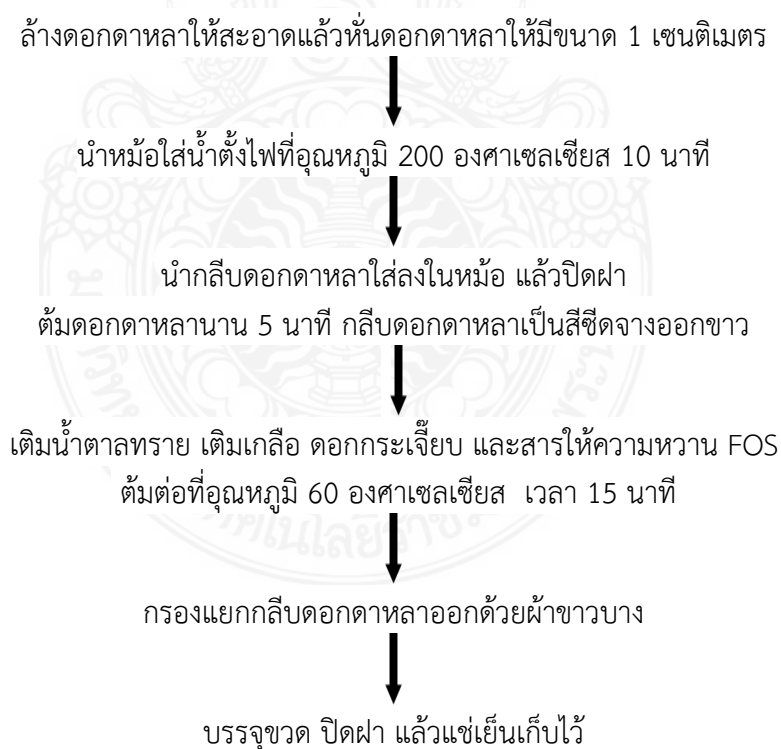 ล้างดอกดาหลาให้สะอาดแล้วหั่นดอกดาหลาให้มีขนาด 1 เซนติเมตร
นำหม้อใส่น้ำตั้งไฟที่อุณหภูมิ 200 องศาเซลเซียส 10 นาที
นำกลีบดอกดาหลาใส่ลงในหม้อ แล้วปิดฝา
ต้มดอกดาหลานาน 5 นาที กลีบดอกดาหลาเป็นสีซีดจางออกขาว
เติมน้ำตาลทราย เติมเกลือ ดอกกระเจี๊ยบ และสารให้ความหวาน FOS
ต้มต่อที่อุณหภูมิ 60 องศาเซลเซียส เวลา 15 นาที
กรองแยกกลีบดอกดาหลาออกด้วยผ้าขาวบาง
บรรจุขวด ปิดฝา แล้วแช่เย็นเก็บไว้